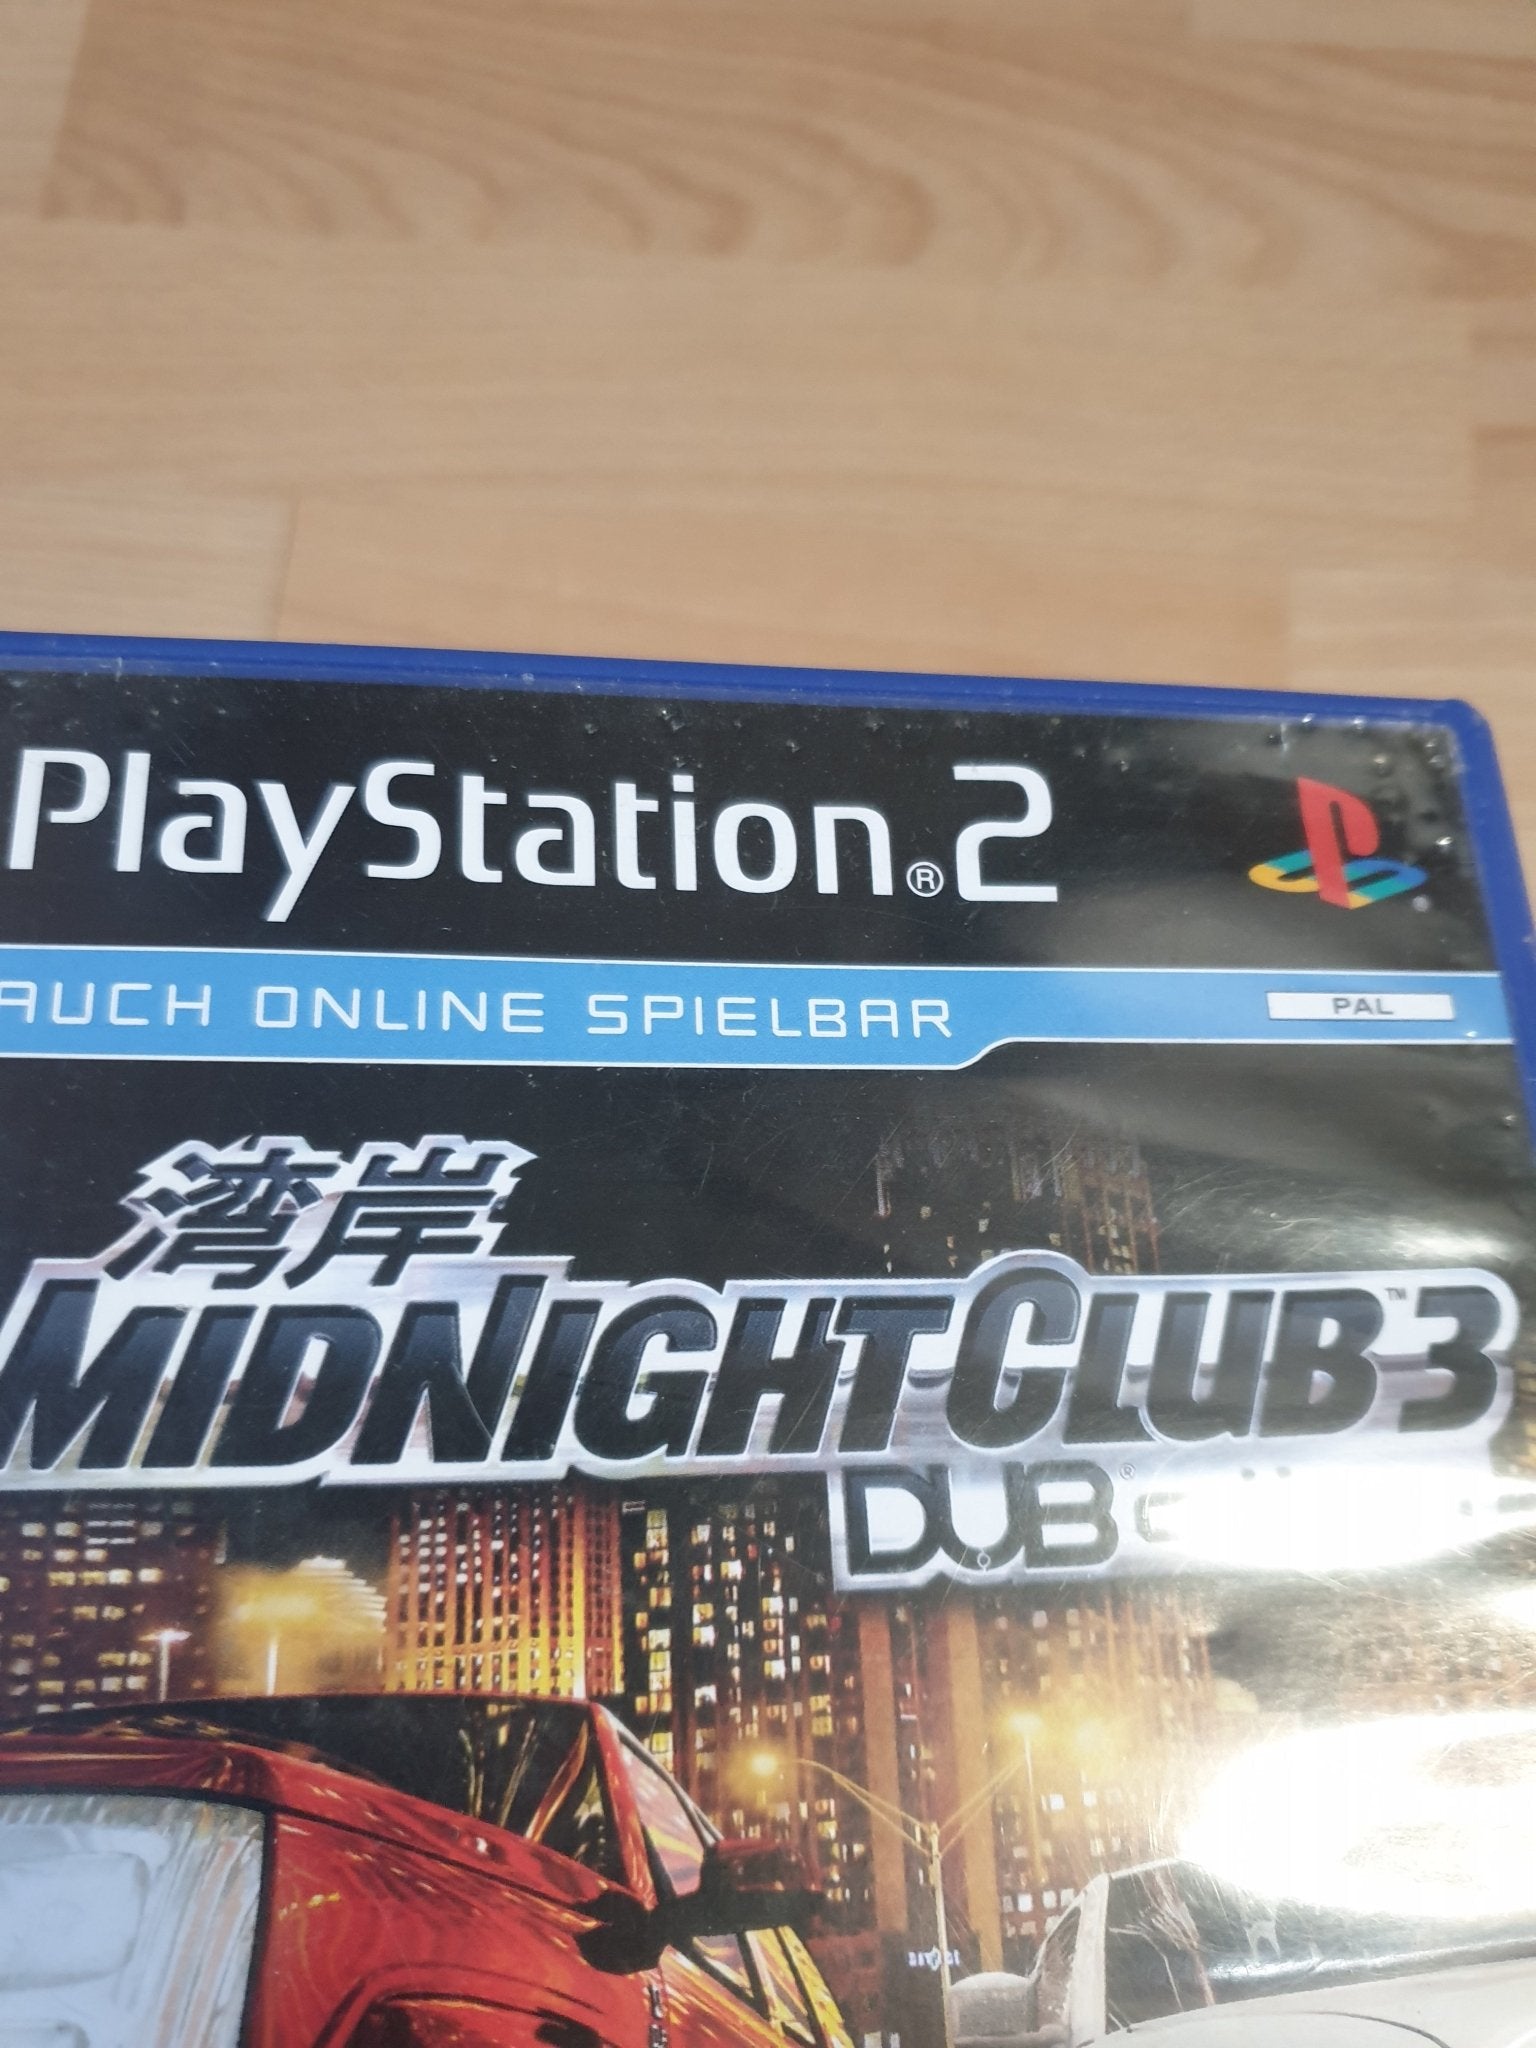 PlayStation®2
AUCH ONLINE SPIELBAR
PAL
湾岸
MIDNIGHT CLUB 3™
DUB®